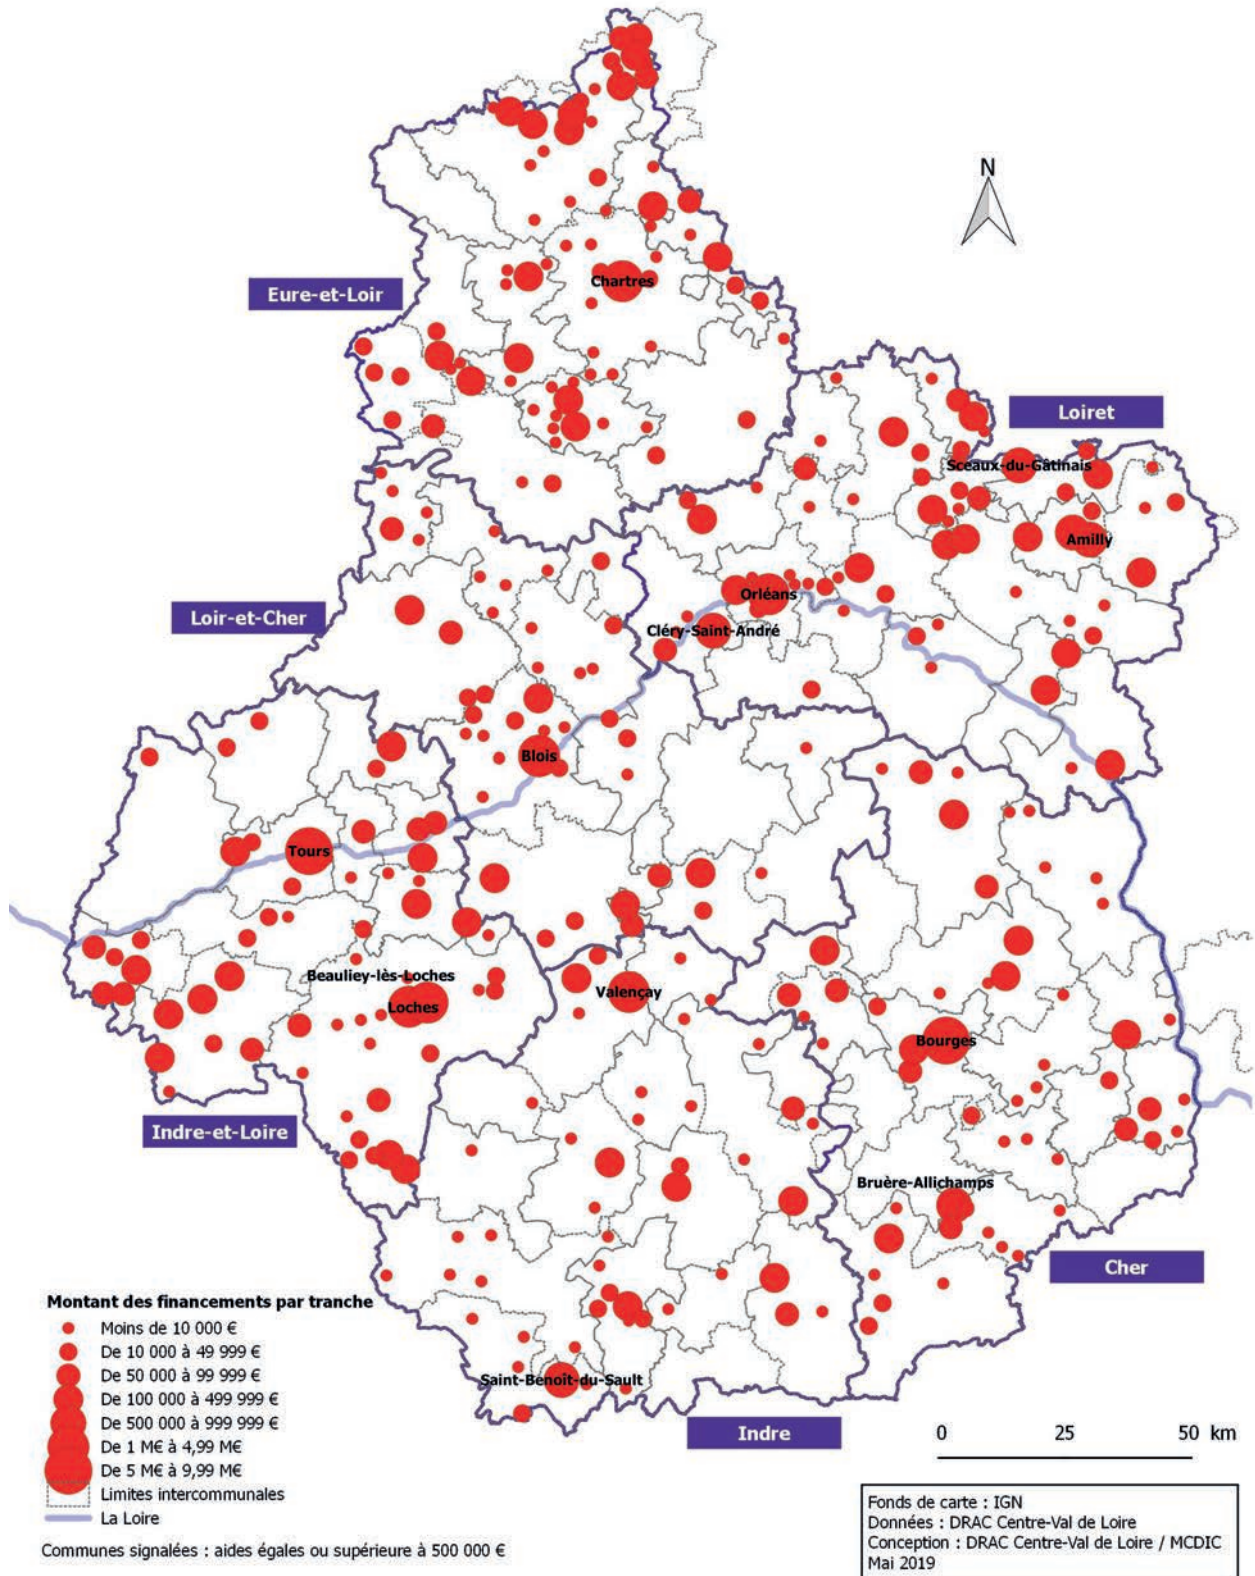 N
Chartres
Eure-et-Loir
Loiret
Sceaux-du-Gâtinais
Amilly
Orléans
Loir-et-Cher
Cléry-Saint-André
Blois
Tours
Beauliey-lès-Loches
Loches
Valençay
Bourges
Indre-et-Loire
Bruère-Allichamps
Cher
Montant des financements par tranche
Moins de 10 000 €
De 10 000 à 49 999 €
De 50 000 à 99 999 €
De 100 000 à 499 999 €
De 500 000 à 999 999 €
De 1 M€ à 4,99 M€
De 5 M€ à 9,99 M€
Limites intercommunales
La Loire
Saint-Benoît-du-Sault
Indre
0 25 50 km
Communes signalées : aides égales ou supérieure à 500 000 €
Fonds de carte : IGN
Données : DRAC Centre-Val de Loire
Conception : DRAC Centre-Val de Loire / MCDIC
Mai 2019